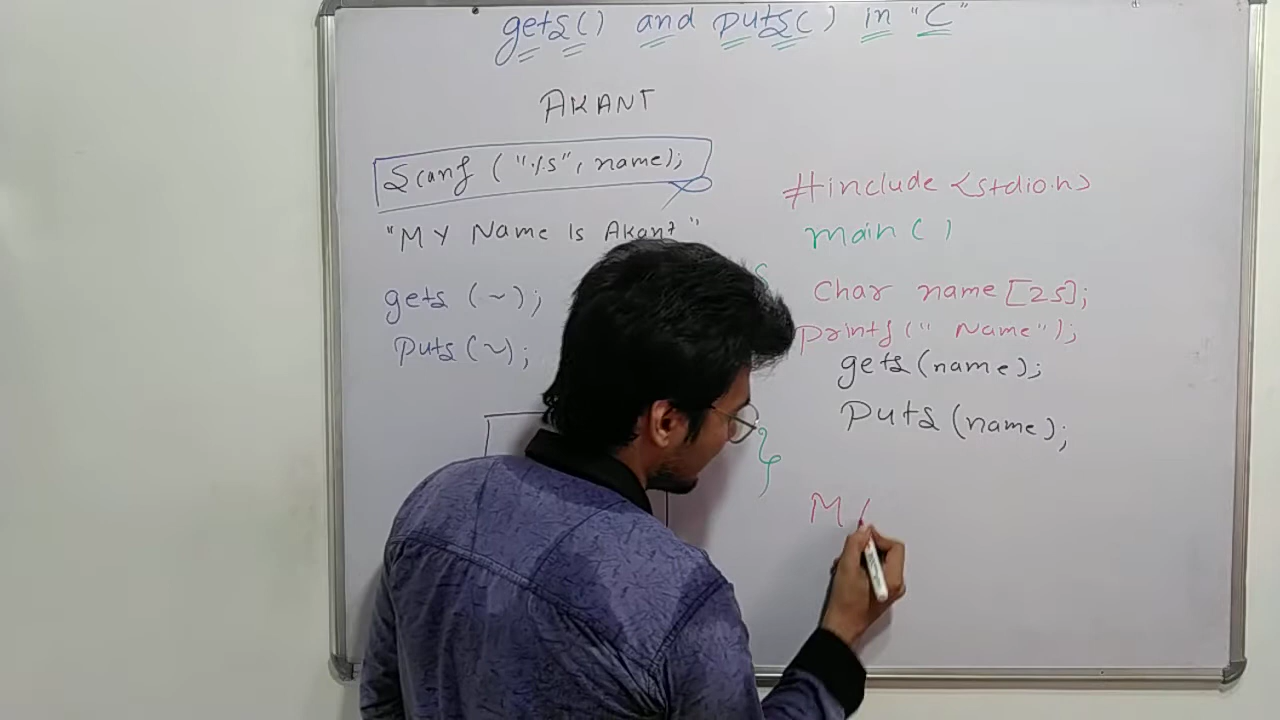 gets() and puts() in "C"
AKANT
Scanf ("%s", name);
"MY Name Is Akant"
gets (~);
Puts (~);
#include <stdio.h>
main ( )
{
Char name [25];
printf (" Name");
gets (name);
Puts (name);
}
M